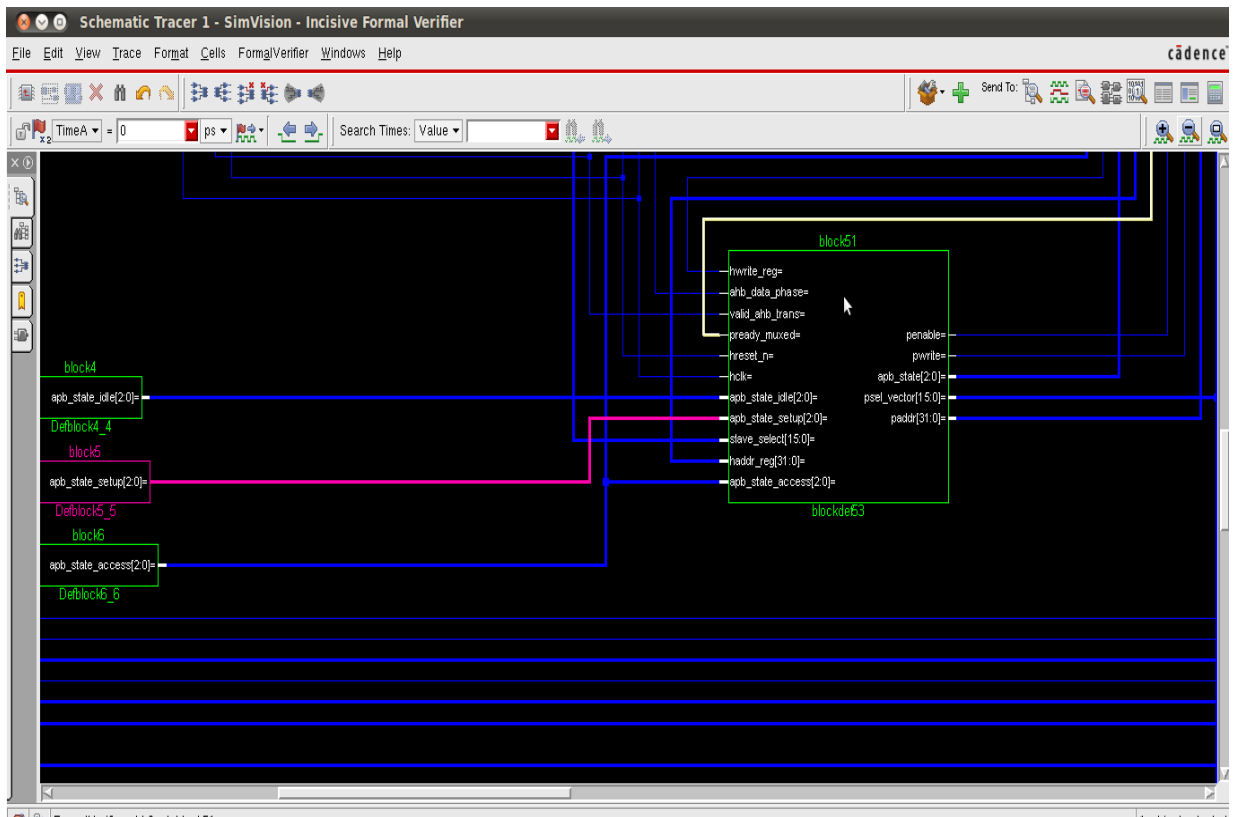 Schematic Tracer 1 - SimVision - Incisive Formal Verifier
File Edit View Trace Format Cells FormalVerifier Windows Help cādence
Send To:
x2 TimeA = 0 ps Search Times: Value
block51
hwrite_reg=
ahb_data_phase=
valid_ahb_trans=
pready_muxed= penable=
hreset_n= pwrite=
hclk= apb_state[2:0]=
apb_state_idle[2:0]= psel_vector[15:0]=
apb_state_setup[2:0]= paddr[31:0]=
slave_select[15:0]=
haddr_reg[31:0]=
apb_state_access[2:0]=
blockdef53
block4
apb_state_idle[2:0]=
Defblock4_4
block5
apb_state_setup[2:0]=
Defblock5_5
block6
apb_state_access[2:0]=
Defblock6_6